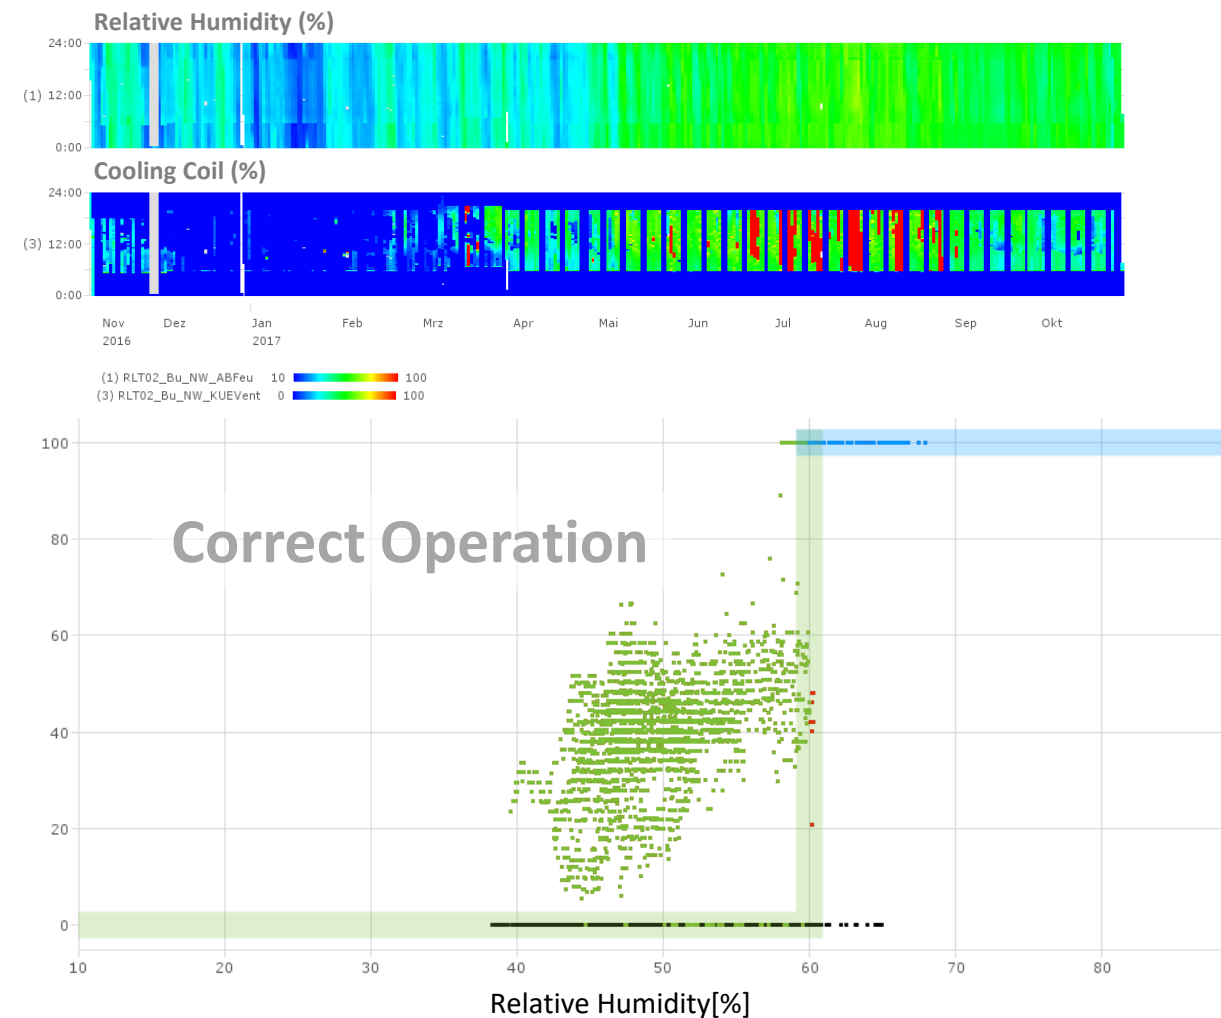 Relative Humidity (%)
24:00
(1) 12:00
0:00
Cooling Coil (%)
24:00
(3) 12:00
0:00
Nov Dez Jan Feb Mrz Apr Mai Jun Jul Aug Sep Okt
2016 2017
(1) RLT02_Bu_NW_ABFeu 10 100
(3) RLT02_Bu_NW_KUEVent 0 100
100
Correct Operation
80
60
40
20
0
10 20 30 40 50 60 70 80
Relative Humidity[%]